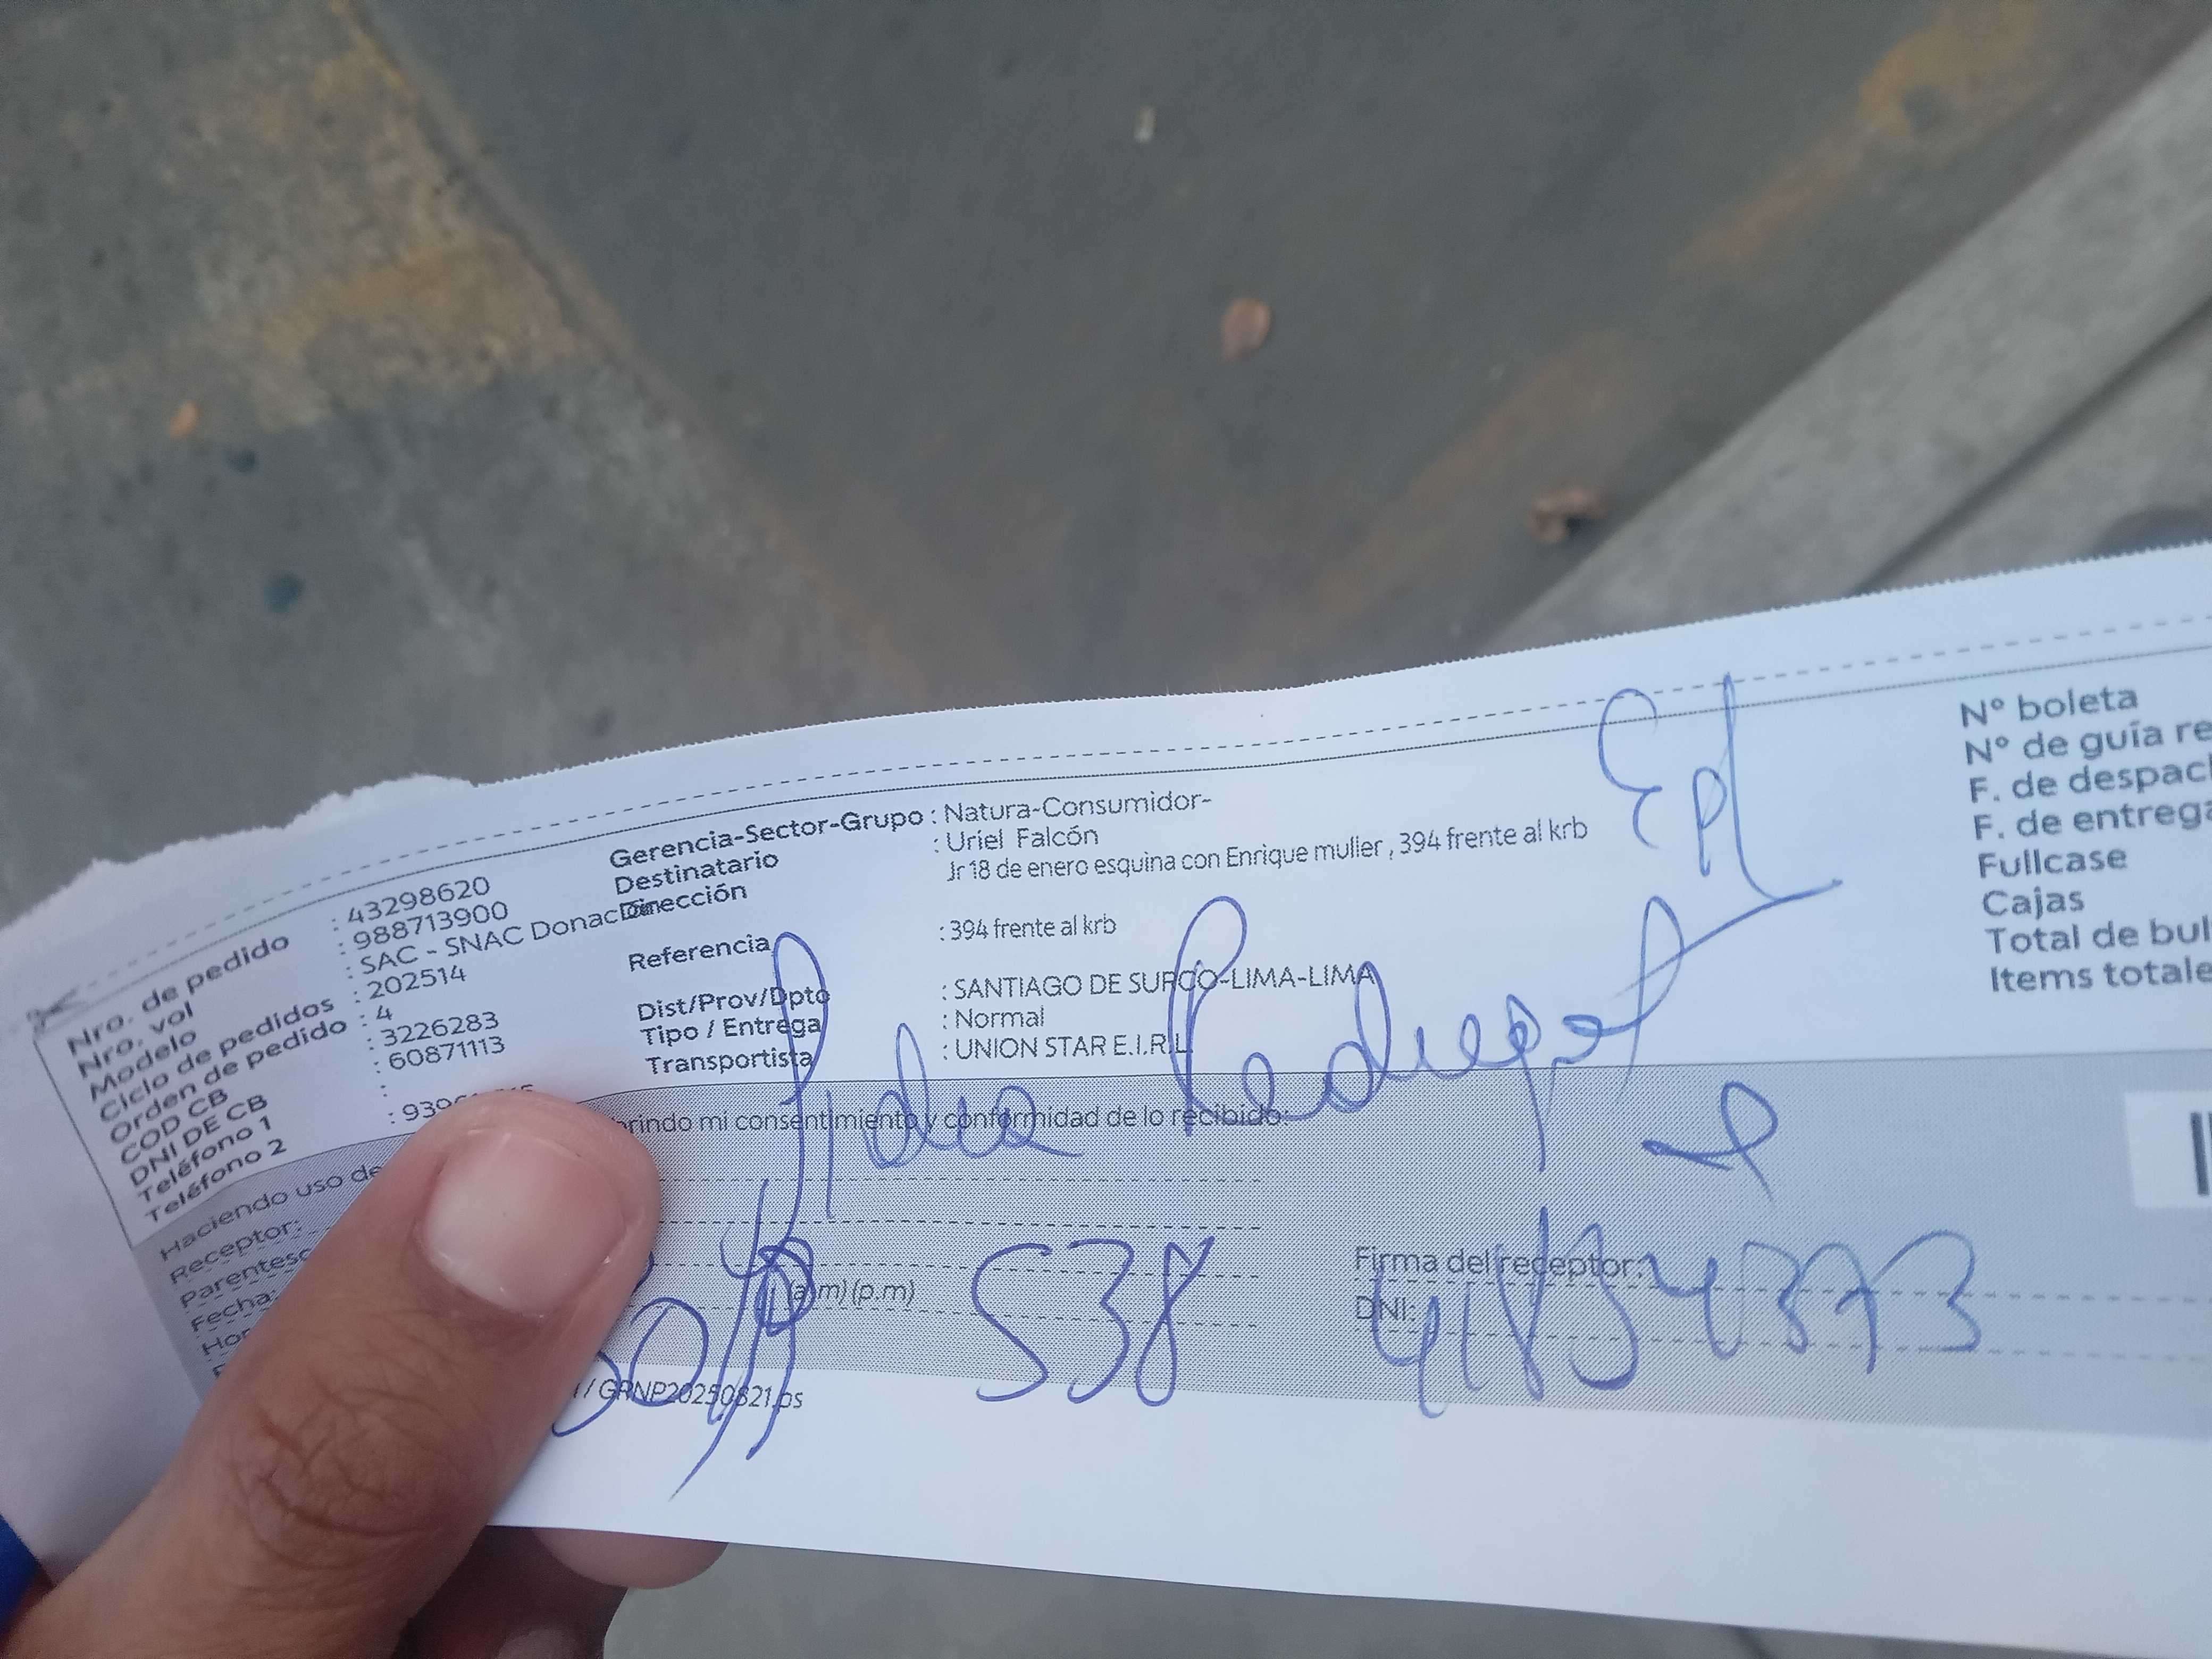 Nro. de pedido : 43298620
Nro. vol : 988713900
Modelo : SAC - SNAC Donac
Ciclo de pedidos : 202514
Orden de pedido : 4
COD CB : 3226283
DNI DE CB : 60871113
Teléfono 1 :
Teléfono 2 : 939
Gerencia-Sector-Grupo : Natura-Consumidor-
Destinatario : Uriel Falcón
Dirección Jr 18 de enero esquina con Enrique muller , 394 frente al krb
Referencia : 394 frente al krb
Dist/Prov/Dpto : SANTIAGO DE SURCO-LIMA-LIMA
Tipo / Entrega : Normal
Transportista : UNION STAR E.I.R.L.
Nº boleta
Nº de guía re
F. de despach
F. de entrega
Fullcase
Cajas
Total de bul
Items totale
Haciendo uso de rindo mi consentimiento y conformidad de lo recibido:
Receptor:
Parentesc
Fecha:
Hor (a.m) (p.m)
538
Firma del receptor:
DNI:
/ GRNP20250821.ps